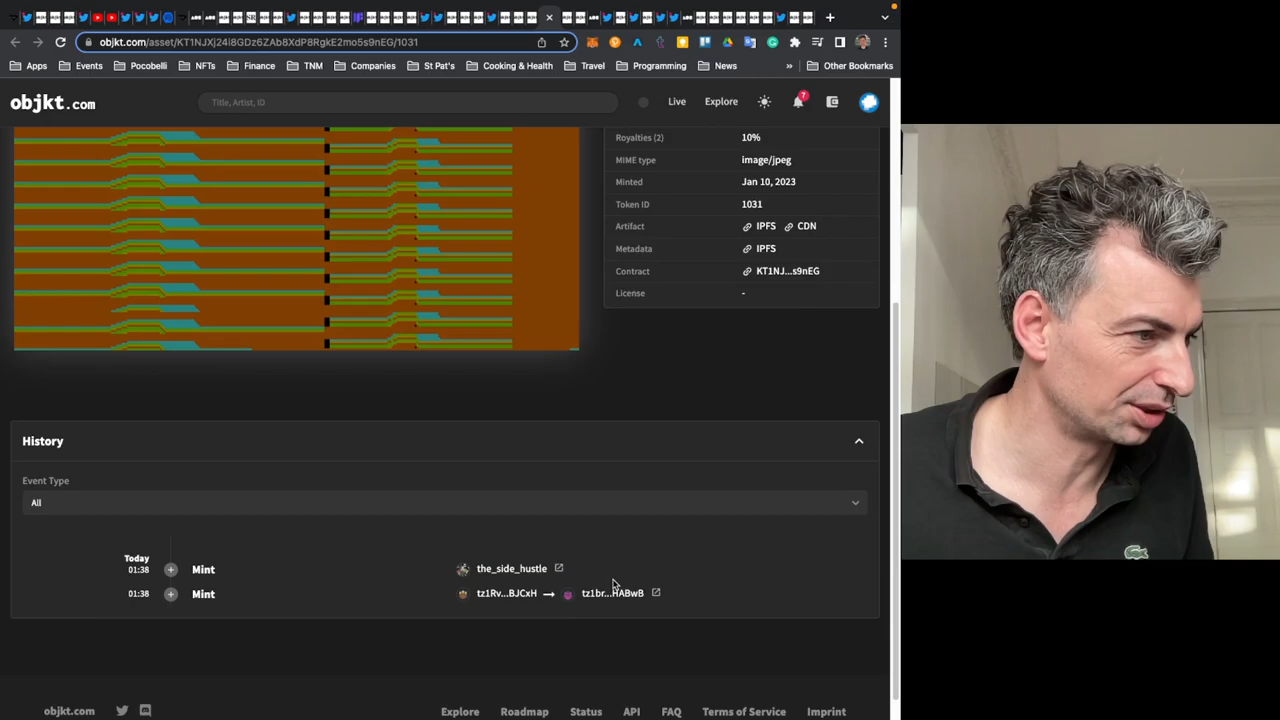 objkt.com/asset/KT1NJXj24i8GDz6ZAb8XdP8RgkE2mo5s9nEG/1031
Apps Events Pocobelli NFTs Finance TNM Companies St Pat's Cooking & Health Travel Programming News » Other Bookmarks
objkt.com Title, Artist, ID Live Explore 7
Royalties (2) 10%
MIME type image/jpeg
Minted Jan 10, 2023
Token ID 1031
Artifact IPFS CDN
Metadata IPFS
Contract KT1NJ...s9nEG
License -
History
Event Type
All
Today
01:38 Mint the_side_hustle
01:38 Mint tz1Rv...BJCxH → tz1br...HABwB
objkt.com Explore Roadmap Status API FAQ Terms of Service Imprint